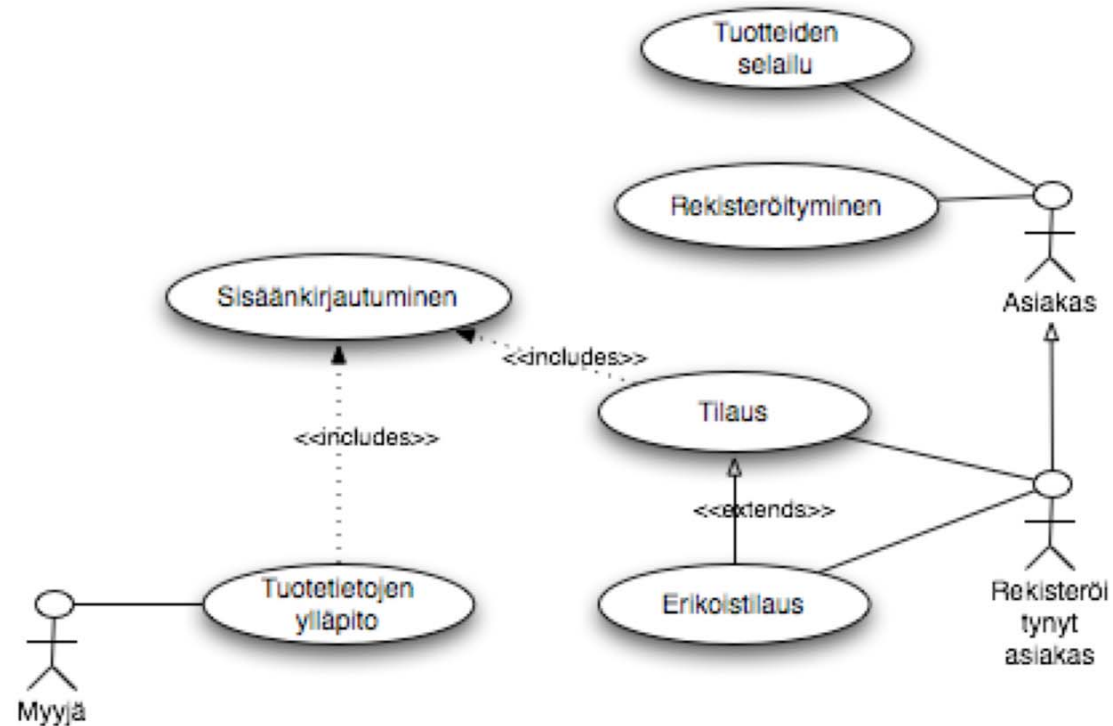 Tuotteiden
selailu
Rekisteröityminen
Asiakas
Sisäänkirjautuminen
<<includes>>
Tilaus
<<includes>>
<<extends>>
Tuotetietojen
ylläpito
Erikoistilaus
Rekisteröi
tynyt
asiakas
Myyjä